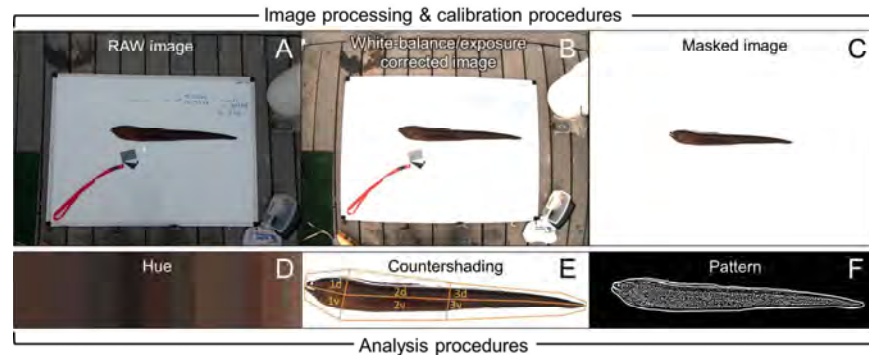 Image processing & calibration procedures
RAW image
A
White-balance/exposure
corrected image
B
Masked image
C
Hue
D
Countershading
E
1d
2d
3d
1v
2v
3v
Pattern
F
Analysis procedures